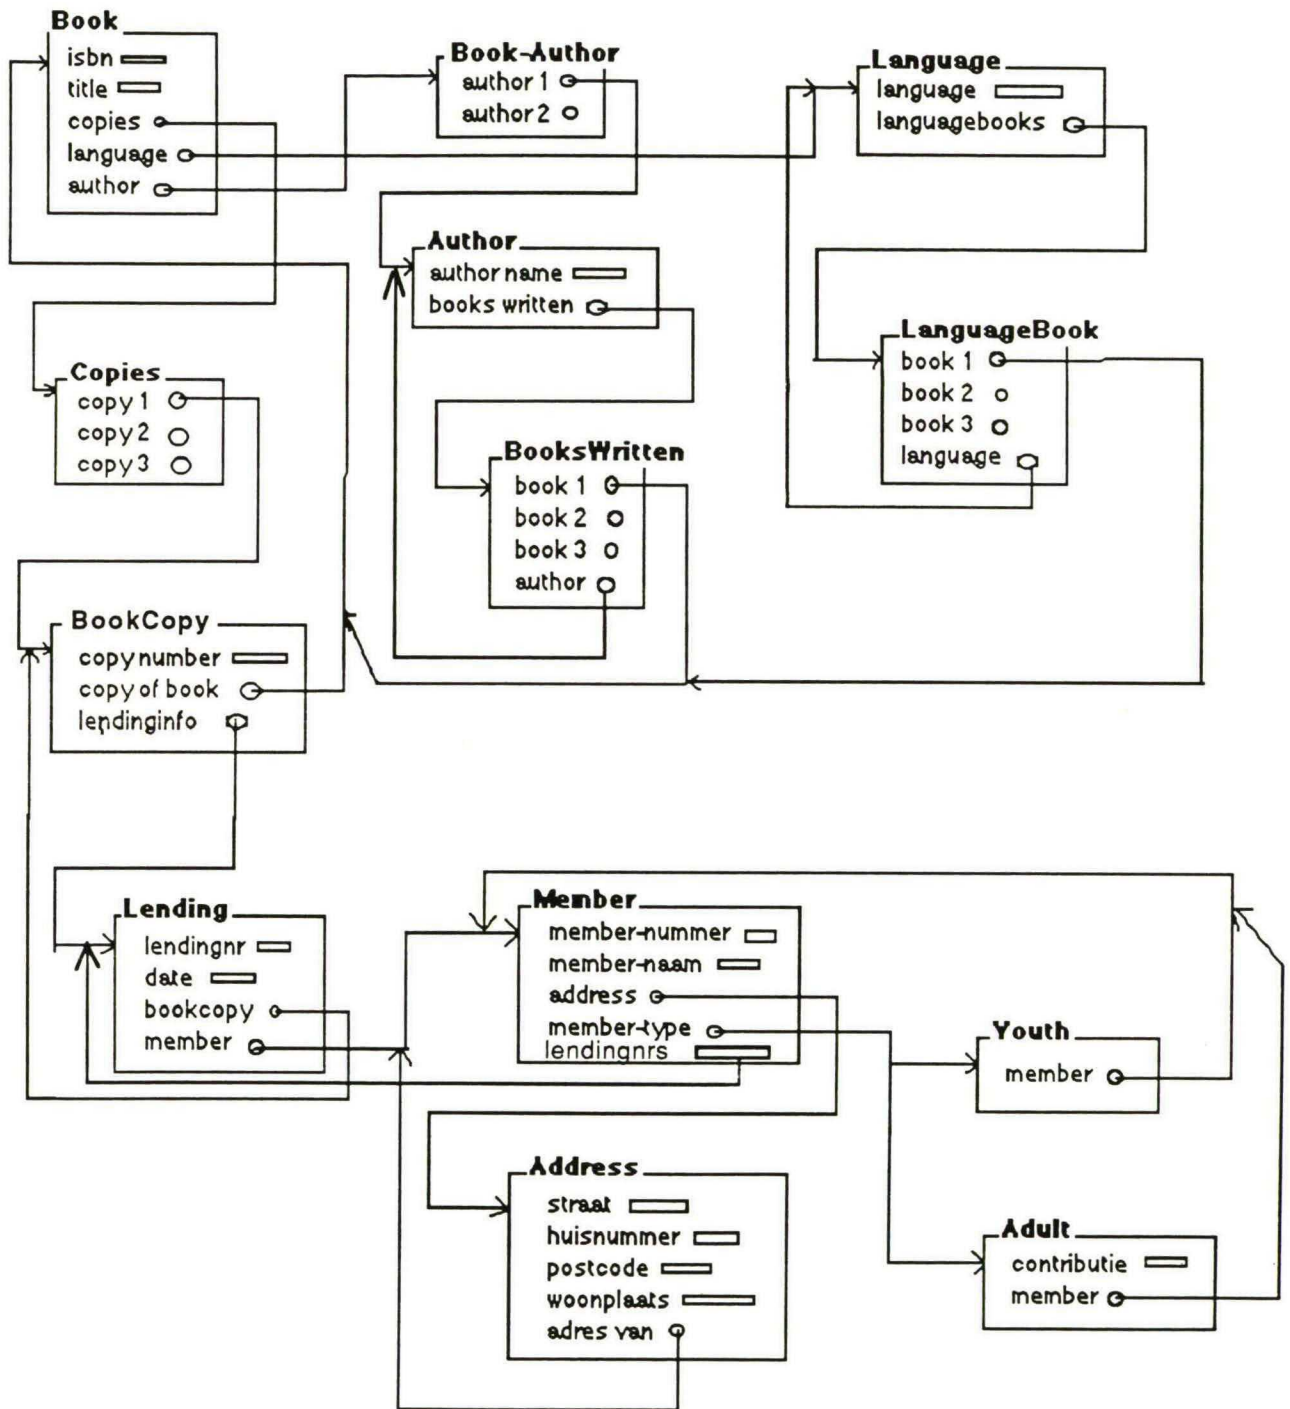 Book
isbn
title
copies
language
author
Book-Author
author 1
author 2
Language
language
languagebooks
Author
author name
books written
LanguageBook
book 1
book 2
book 3
language
Copies
copy 1
copy 2
copy 3
BooksWritten
book 1
book 2
book 3
author
BookCopy
copy number
copy of book
lendinginfo
Lending
lendingnr
date
bookcopy
member
Member
member-nummer
member-naam
address
member-type
lendingnrs
Youth
member
Address
straat
huisnummer
postcode
woonplaats
adres van
Adult
contributie
member